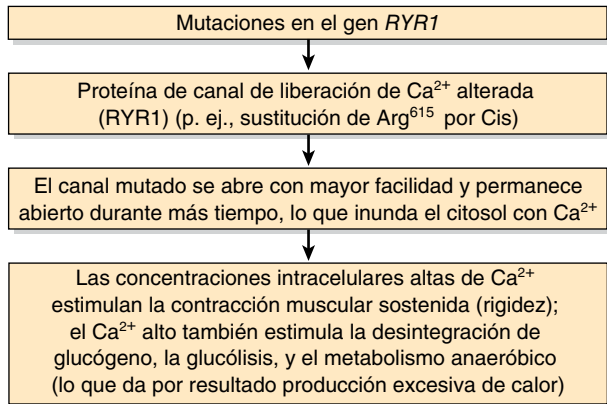 Mutaciones en el gen RYR1
Proteína de canal de liberación de Ca²⁺ alterada
(RYR1) (p. ej., sustitución de Arg⁶¹⁵ por Cis)
El canal mutado se abre con mayor facilidad y permanece
abierto durante más tiempo, lo que inunda el citosol con Ca²⁺
Las concentraciones intracelulares altas de Ca²⁺
estimulan la contracción muscular sostenida (rigidez);
el Ca²⁺ alto también estimula la desintegración de
glucógeno, la glucólisis, y el metabolismo anaeróbico
(lo que da por resultado producción excesiva de calor)